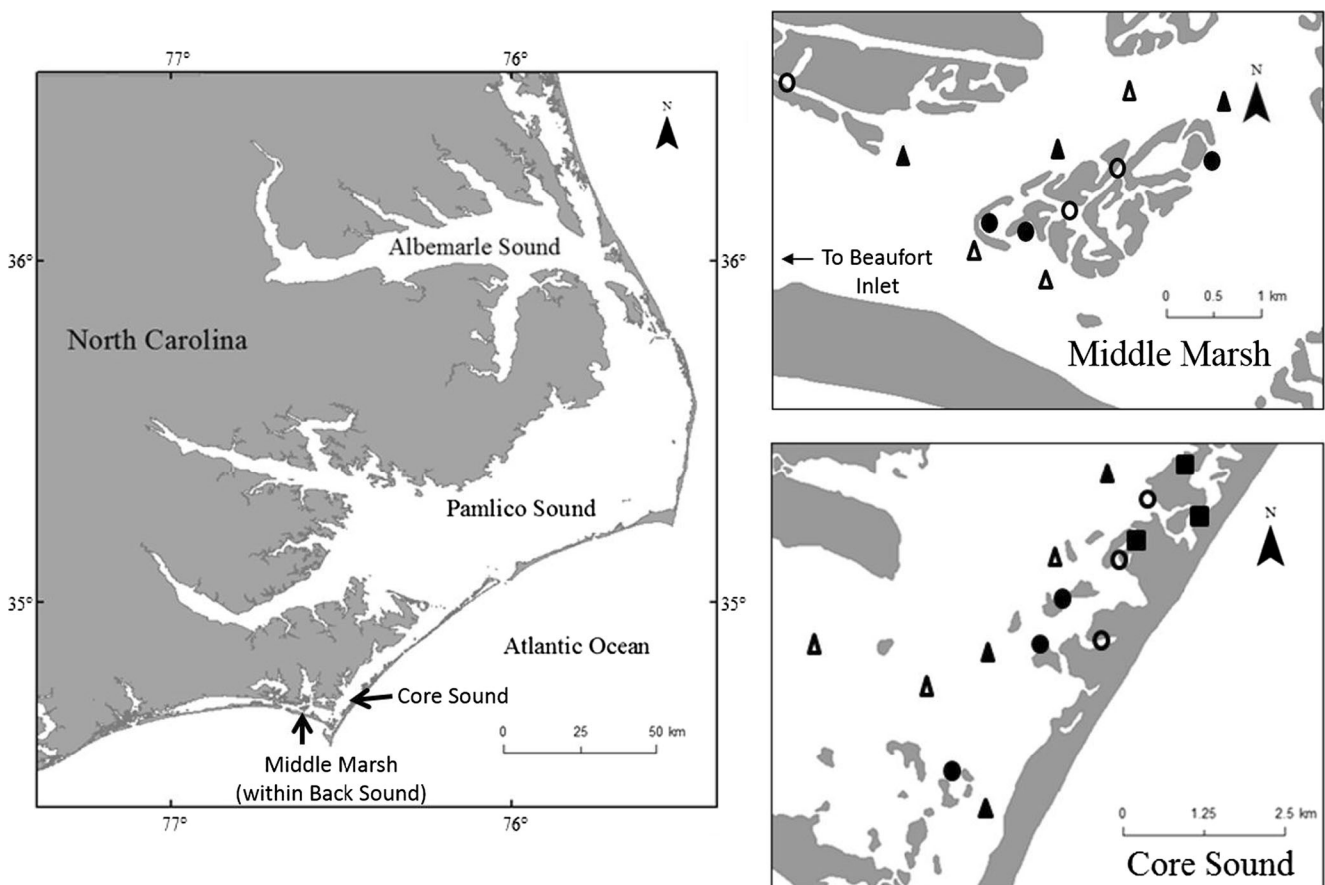 77°
76°
N
Albemarle Sound
36°
36°
North Carolina
Pamlico Sound
35°
35°
Atlantic Ocean
Core Sound
0 25 50 km
Middle Marsh
(within Back Sound)
77°
76°
N
To Beaufort
Inlet
0 0.5 1 km
Middle Marsh
N
0 1.25 2.5 km
Core Sound